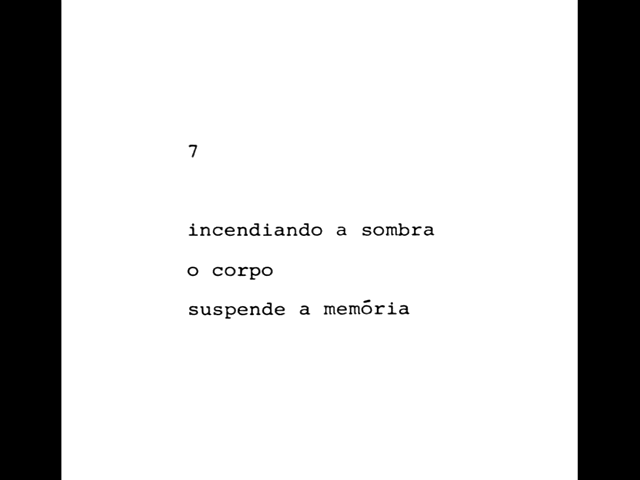 7
incendiando a sombra
o corpo
suspende a memória